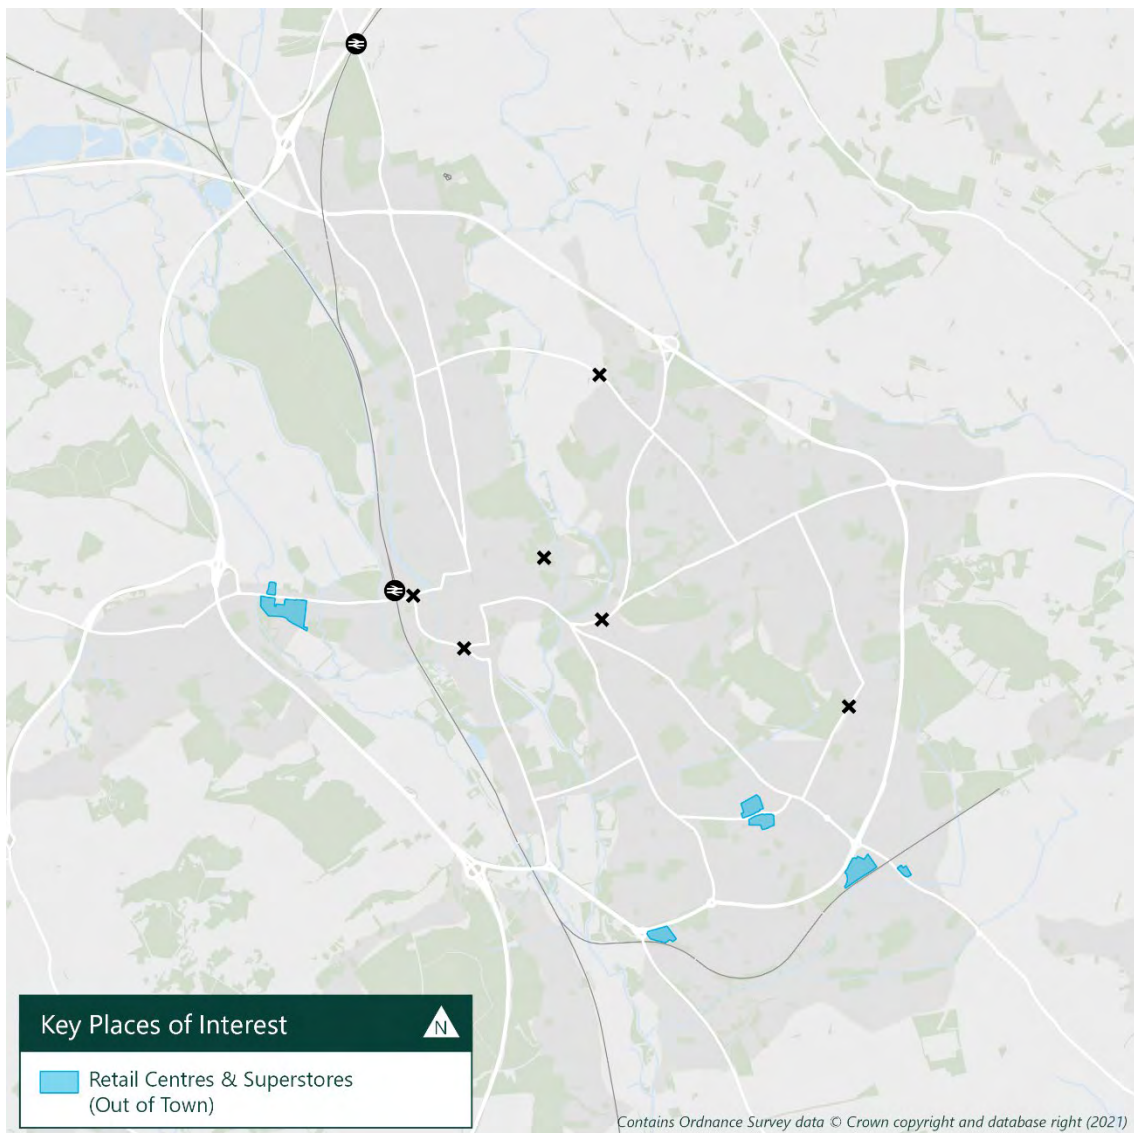 Key Places of Interest
N
Retail Centres & Superstores
(Out of Town)
Contains Ordnance Survey data © Crown copyright and database right (2021)